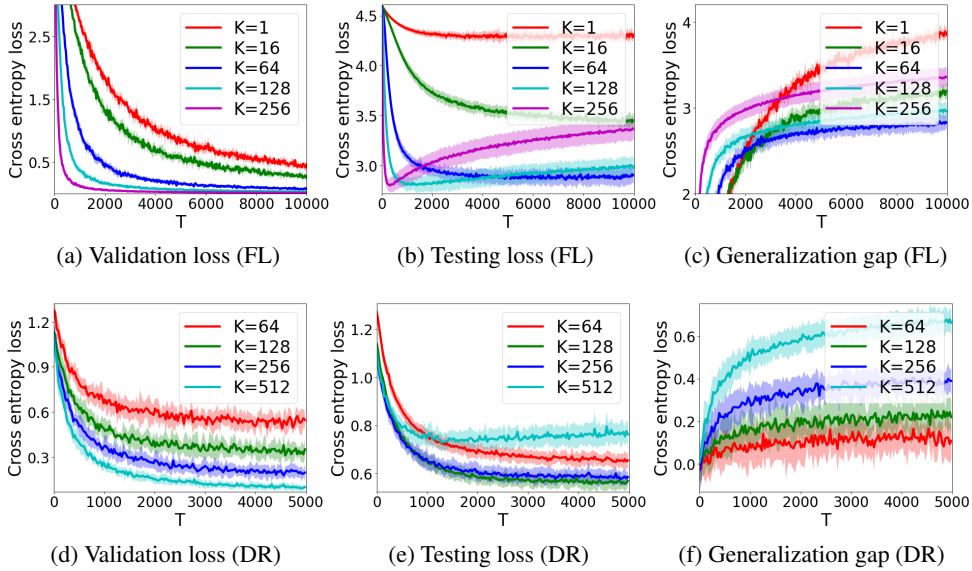 Cross entropy loss
2.5
1.5
0.5
0 2000 4000 6000 8000 10000
T
K=1
K=16
K=64
K=128
K=256
(a) Validation loss (FL)
Cross entropy loss
4.5
4.0
3.5
3.0
0 2000 4000 6000 8000 10000
T
K=1
K=16
K=64
K=128
K=256
(b) Testing loss (FL)
Cross entropy loss
4
3
2
0 2000 4000 6000 8000 10000
T
K=1
K=16
K=64
K=128
K=256
(c) Generalization gap (FL)
Cross entropy loss
1.2
0.9
0.6
0.3
0 1000 2000 3000 4000 5000
T
K=64
K=128
K=256
K=512
(d) Validation loss (DR)
Cross entropy loss
1.2
1.0
0.8
0.6
0 1000 2000 3000 4000 5000
T
K=64
K=128
K=256
K=512
(e) Testing loss (DR)
Cross entropy loss
0.6
0.4
0.2
0.0
0 1000 2000 3000 4000 5000
T
K=64
K=128
K=256
K=512
(f) Generalization gap (DR)